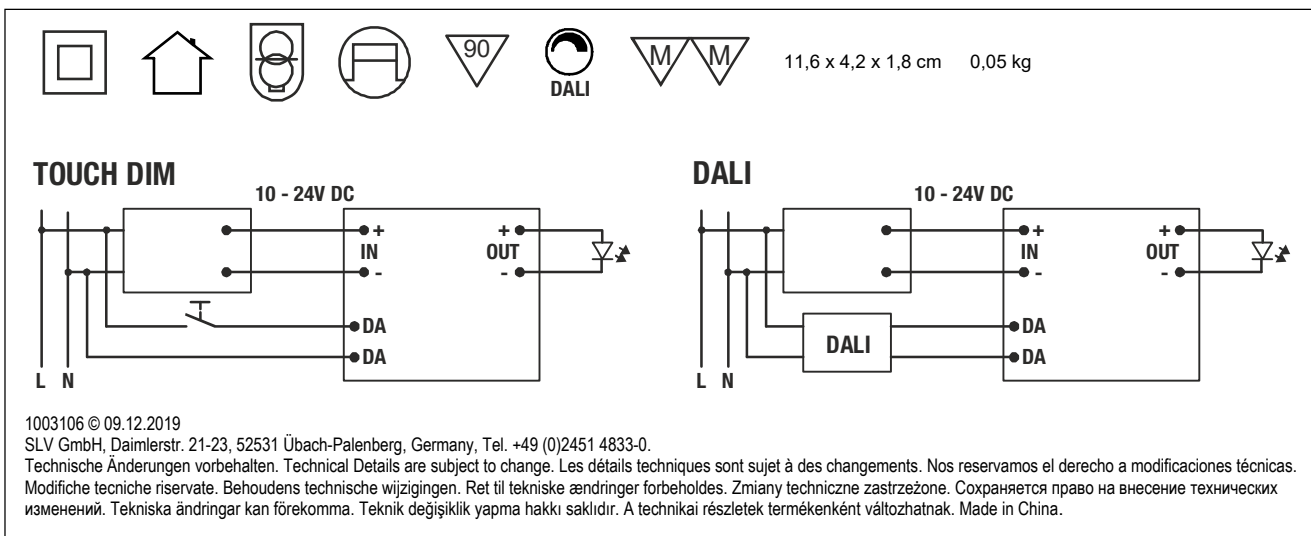 90
DALI
M M
11,6 x 4,2 x 1,8 cm 0,05 kg
TOUCH DIM
10 - 24V DC
+ +
IN OUT
- -
DA
DA
L N
DALI
10 - 24V DC
+ +
IN OUT
- -
DA
DALI
DA
L N
1003106 © 09.12.2019
SLV GmbH, Daimlerstr. 21-23, 52531 Übach-Palenberg, Germany, Tel. +49 (0)2451 4833-0.
Technische Änderungen vorbehalten. Technical Details are subject to change. Les détails techniques sont sujet à des changements. Nos reservamos el derecho a modificaciones técnicas.
Modifiche tecniche riservate. Behoudens technische wijzigingen. Ret til tekniske ændringer forbeholdes. Zmiany techniczne zastrzeżone. Сохраняется право на внесение технических
изменений. Tekniska ändringar kan förekomma. Teknik değişiklik yapma hakkı saklıdır. A technikai részletek termékenként változhatnak. Made in China.